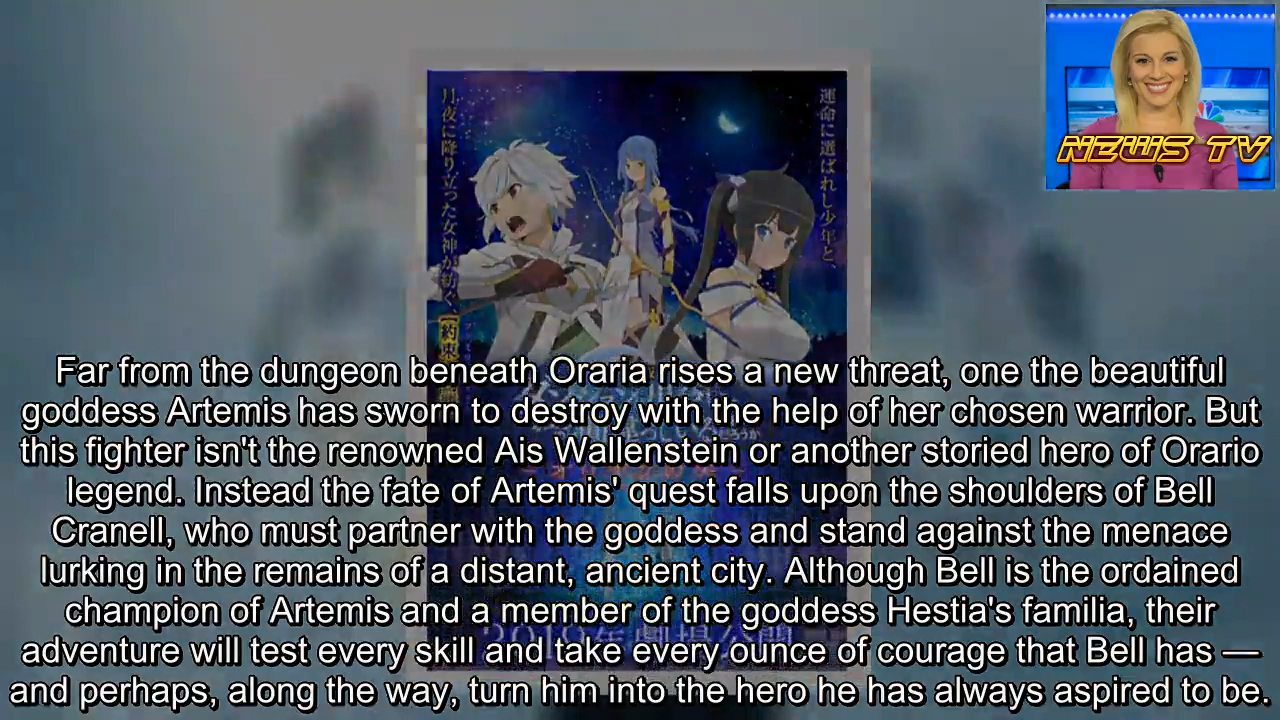 NEWS TV
運命に選ばれし少年と、
月夜に降り立った女神が紡ぐ、
Far from the dungeon beneath Oraria rises a new threat, one the beautiful
goddess Artemis has sworn to destroy with the help of her chosen warrior. But
this fighter isn't the renowned Ais Wallenstein or another storied hero of Orario
legend. Instead the fate of Artemis' quest falls upon the shoulders of Bell
Cranell, who must partner with the goddess and stand against the menace
lurking in the remains of a distant, ancient city. Although Bell is the ordained
champion of Artemis and a member of the goddess Hestia's familia, their
adventure will test every skill and take every ounce of courage that Bell has —
and perhaps, along the way, turn him into the hero he has always aspired to be.